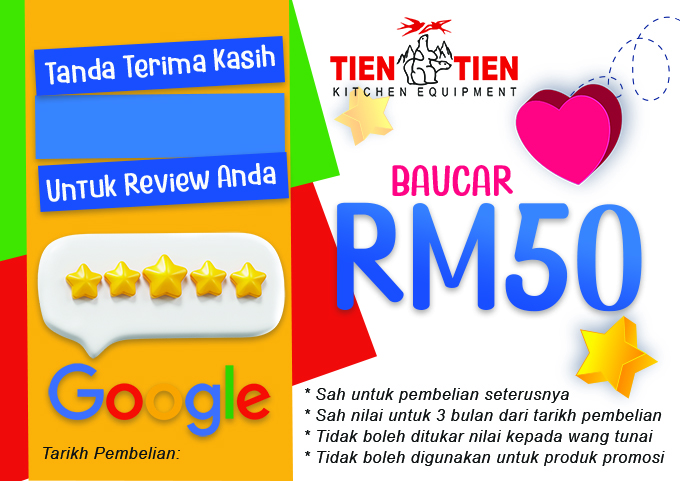 Tanda Terima Kasih
Untuk Review Anda
Google
Tarikh Pembelian:
TIEN TIEN
KITCHEN EQUIPMENT
BAUCAR
RM50
* Sah untuk pembelian seterusnya
* Sah nilai untuk 3 bulan dari tarikh pembelian
* Tidak boleh ditukar nilai kepada wang tunai
* Tidak boleh digunakan untuk produk promosi